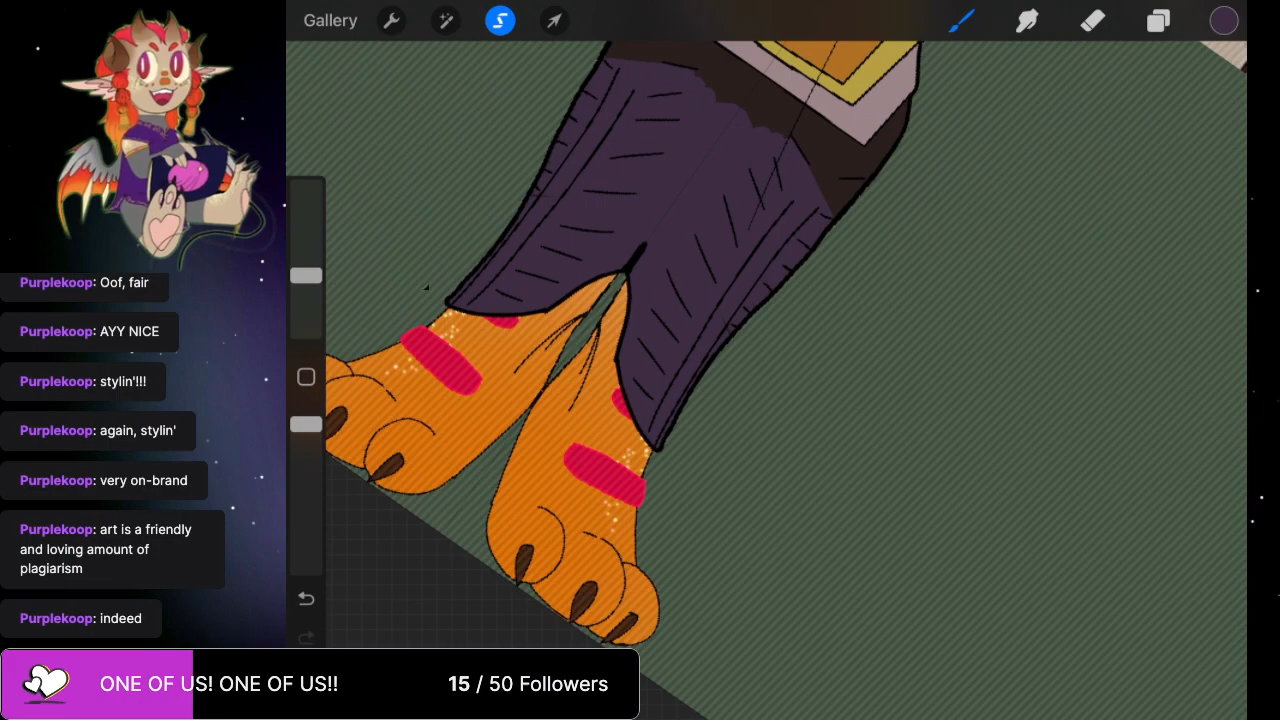 Gallery
Purplekoop: Oof, fair
Purplekoop: AYY NICE
Purplekoop: stylin'!!!
Purplekoop: again, stylin'
Purplekoop: very on-brand
Purplekoop: art is a friendly
and loving amount of
plagiarism
Purplekoop: indeed
ONE OF US! ONE OF US!! 15 / 50 Followers